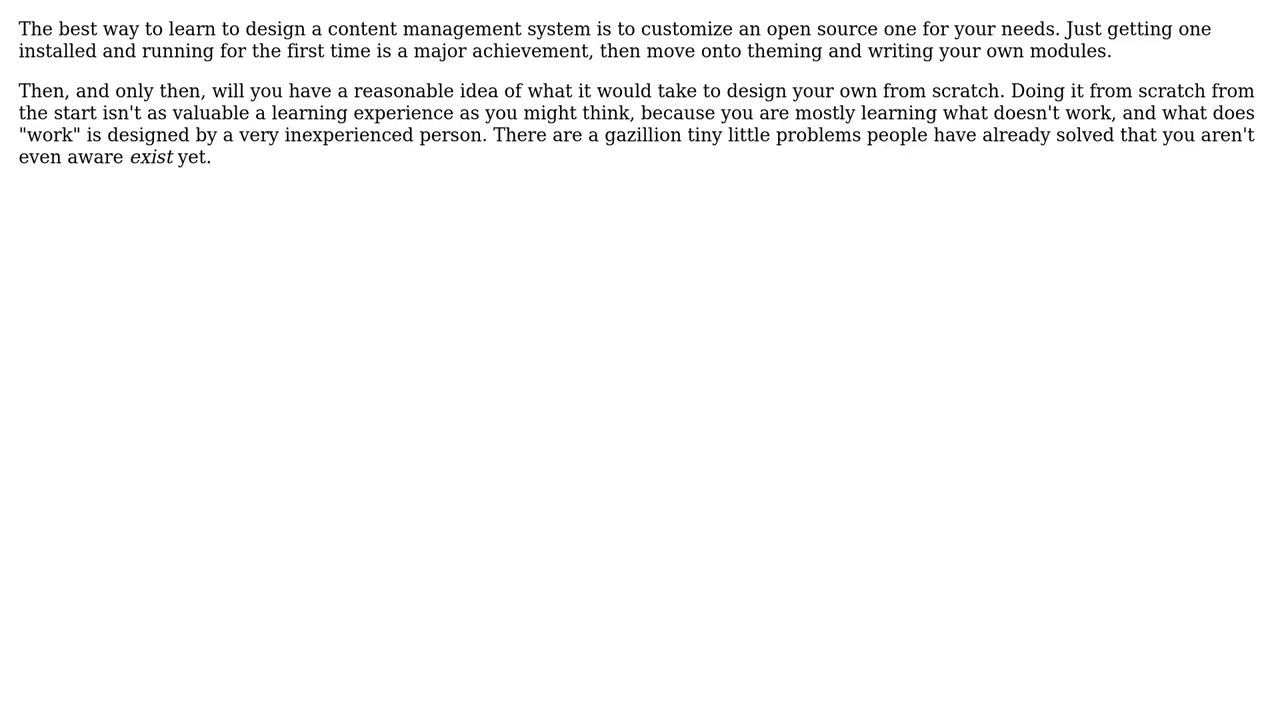 The best way to learn to design a content management system is to customize an open source one for your needs. Just getting one
installed and running for the first time is a major achievement, then move onto theming and writing your own modules.
Then, and only then, will you have a reasonable idea of what it would take to design your own from scratch. Doing it from scratch from
the start isn't as valuable a learning experience as you might think, because you are mostly learning what doesn't work, and what does
"work" is designed by a very inexperienced person. There are a gazillion tiny little problems people have already solved that you aren't
even aware exist yet.